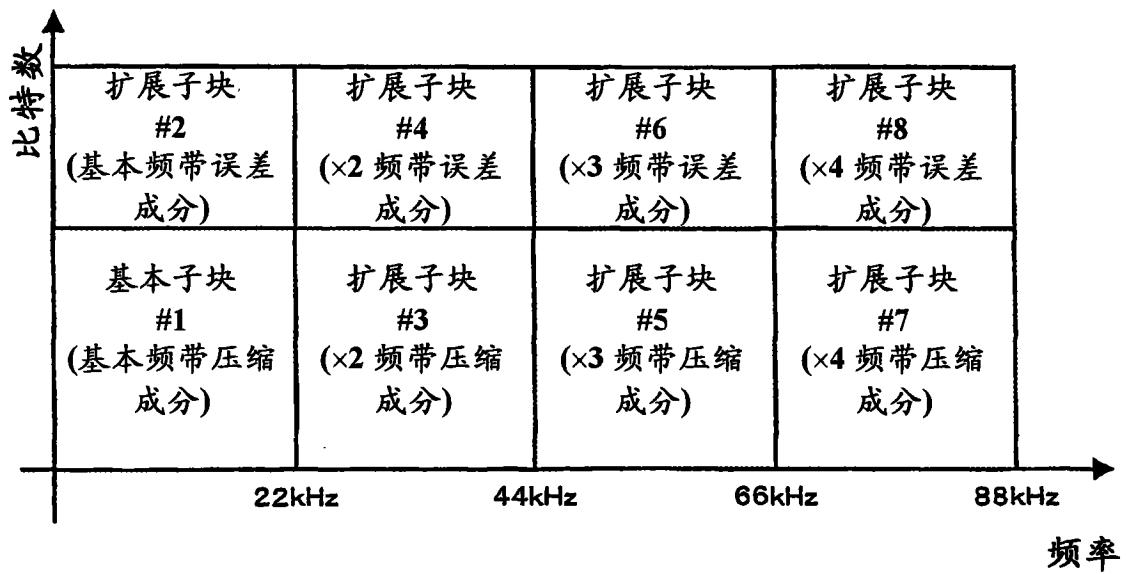 比特数
扩展子块
#2
(基本频带误差
成分)
扩展子块
#4
(×2 频带误差
成分)
扩展子块
#6
(×3 频带误差
成分)
扩展子块
#8
(×4 频带误差
成分)
基本子块
#1
(基本频带压缩
成分)
扩展子块
#3
(×2 频带压缩
成分)
扩展子块
#5
(×3 频带压缩
成分)
扩展子块
#7
(×4 频带压缩
成分)
22kHz
44kHz
66kHz
88kHz
频率